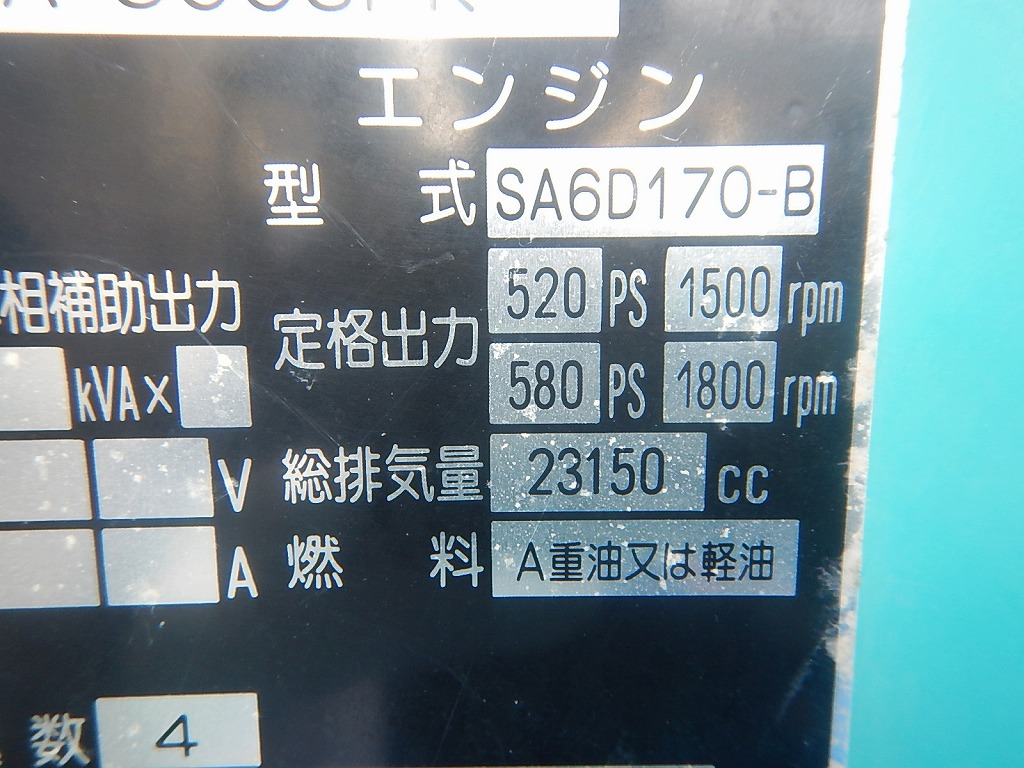 エンジン
型 式 SA6D170-B
520 PS 1500 rpm
相補助出力 定格出力
kVA× 580 PS 1800 rpm
V 総排気量 23150 cc
A 燃 料 A重油又は軽油
数 4